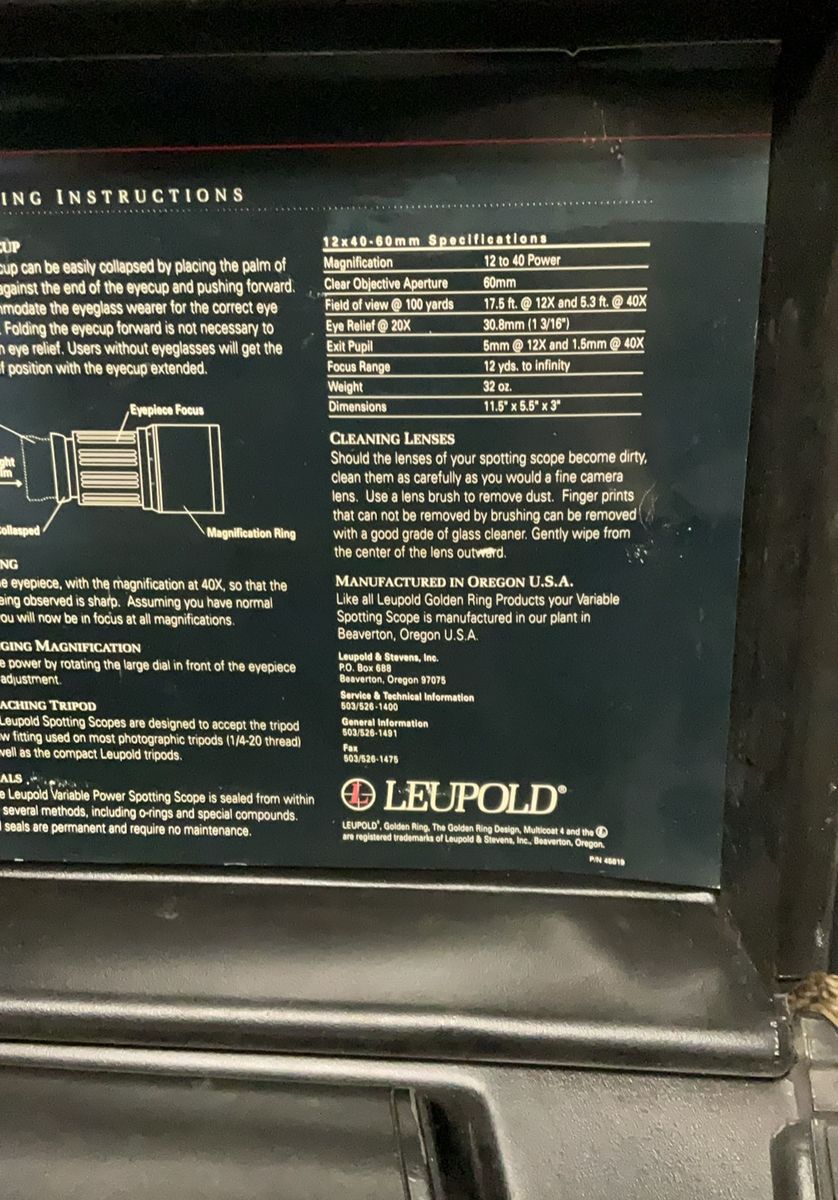 ING INSTRUCTIONS
CUP
cup can be easily collapsed by placing the palm of
against the end of the eyecup and pushing forward.
mmodate the eyeglass wearer for the correct eye
Folding the eyecup forward is not necessary to
n eye relief. Users without eyeglasses will get the
f position with the eyecup extended.
Eyepiece Focus
ght
im
ollasped
Magnification Ring
NG
e eyepiece, with the magnification at 40X, so that the
eing observed is sharp. Assuming you have normal
ou will now be in focus at all magnifications.
GING MAGNIFICATION
e power by rotating the large dial in front of the eyepiece
adjustment.
ACHING TRIPOD
Leupold Spotting Scopes are designed to accept the tripod
w fitting used on most photographic tripods (1/4-20 thread)
well as the compact Leupold tripods.
ALS
e Leupold Variable Power Spotting Scope is sealed from within
several methods, including o-rings and special compounds.
seals are permanent and require no maintenance.
12x40-60mm Specifications
Magnification 12 to 40 Power
Clear Objective Aperture 60mm
Field of view @ 100 yards 17.5 ft. @ 12X and 5.3 ft. @ 40X
Eye Relief @ 20X 30.8mm (1 3/16")
Exit Pupil 5mm @ 12X and 1.5mm @ 40X
Focus Range 12 yds. to infinity
Weight 32 oz.
Dimensions 11.5" x 5.5" x 3"
CLEANING LENSES
Should the lenses of your spotting scope become dirty,
clean them as carefully as you would a fine camera
lens. Use a lens brush to remove dust. Finger prints
that can not be removed by brushing can be removed
with a good grade of glass cleaner. Gently wipe from
the center of the lens outward.
MANUFACTURED IN OREGON U.S.A.
Like all Leupold Golden Ring Products your Variable
Spotting Scope is manufactured in our plant in
Beaverton, Oregon U.S.A.
Leupold & Stevens, Inc.
P.O. Box 688
Beaverton, Oregon 97075
Service & Technical Information
503/526-1400
General Information
503/526-1491
Fax
503/526-1475
LEUPOLD®
LEUPOLD®, Golden Ring, The Golden Ring Design, Multicoat 4 and the
are registered trademarks of Leupold & Stevens, Inc., Beaverton, Oregon.
P/N 45619